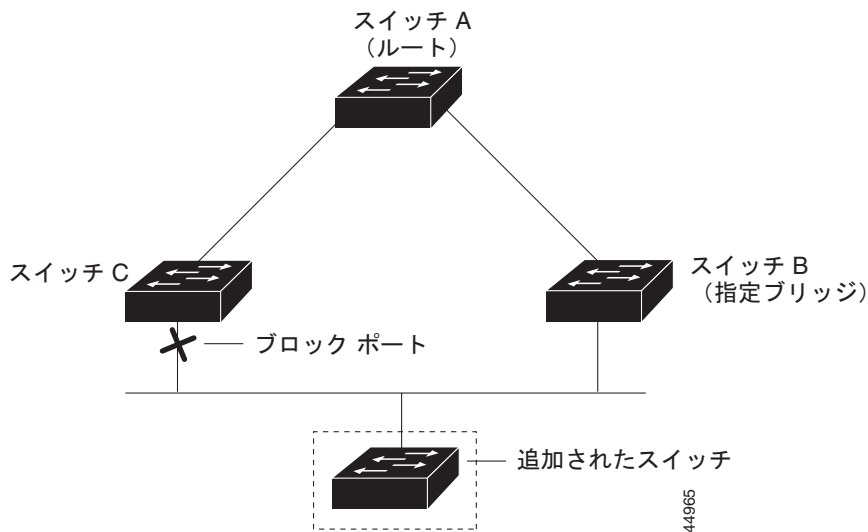 スイッチ A
（ルート）
スイッチ C
スイッチ B
（指定ブリッジ）
ブロック ポート
追加されたスイッチ
44965